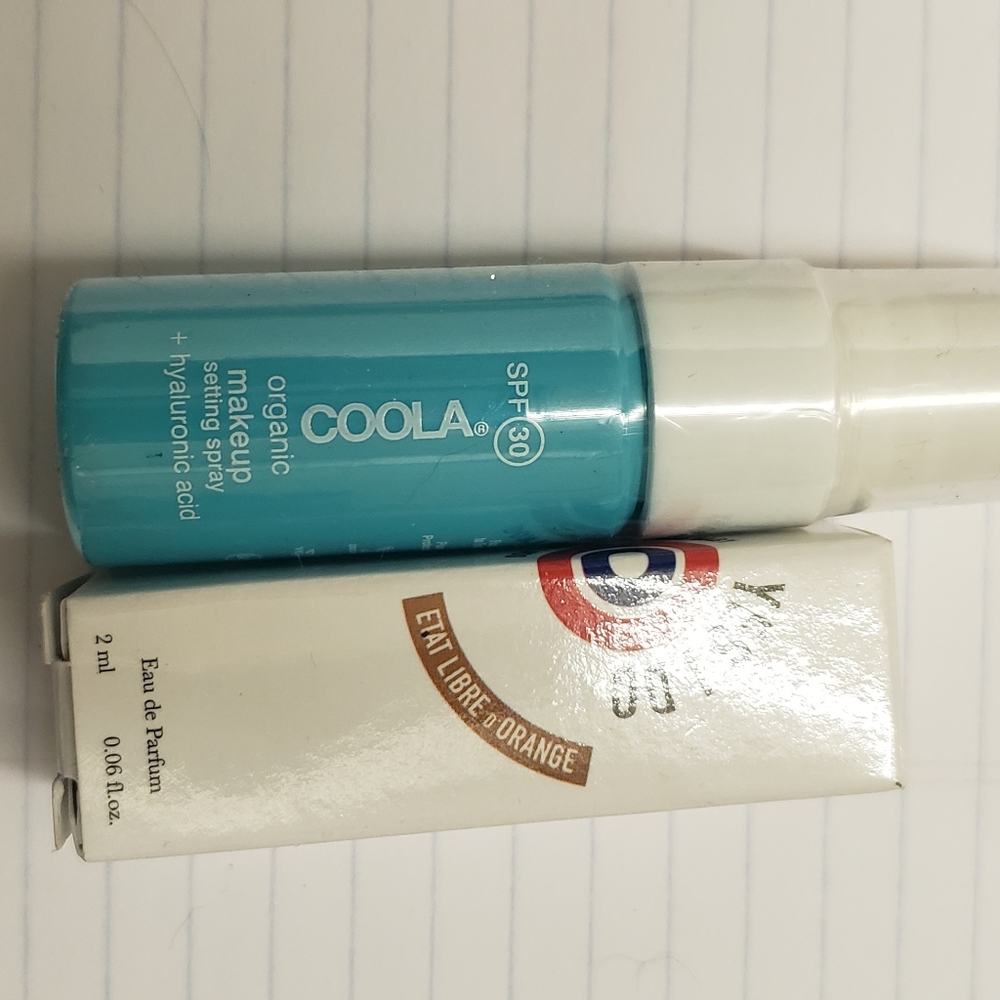 SPF 30
COOLA®
organic
makeup
setting spray
+ hyaluronic acid
ETAT LIBRE D'ORANGE
Eau de Parfum
2 ml 0.06 fl.oz.